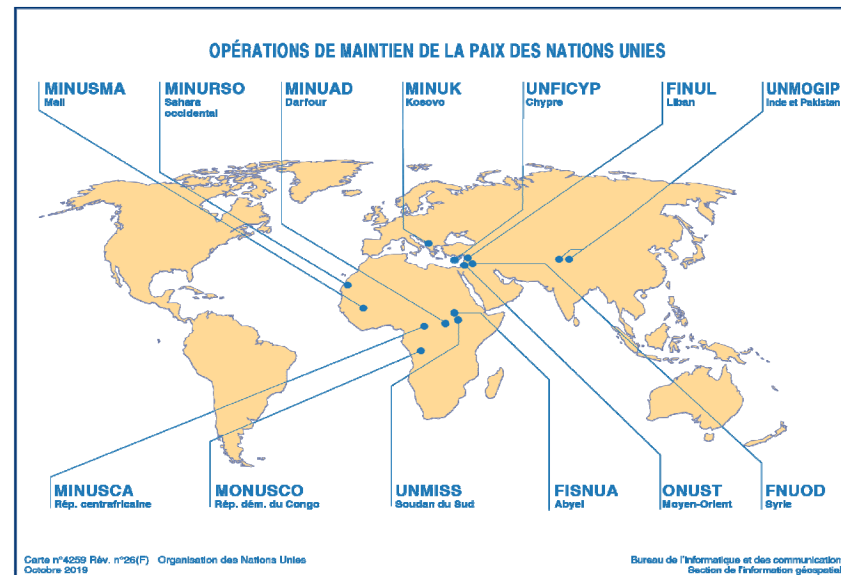 OPÉRATIONS DE MAINTIEN DE LA PAIX DES NATIONS UNIES
MINUSMA
Mali
MINURSO
Sahara
occidental
MINUAD
Darfour
MINUK
Kosovo
UNFICYP
Chypre
FINUL
Liban
UNMOGIP
Inde et Pakistan
MINUSCA
Rép. centrafricaine
MONUSCO
Rép. dém. du Congo
UNMISS
Soudan du Sud
FISNUA
Abyei
ONUST
Moyen-Orient
FNUOD
Syrie
Carte n°4259 Rév. n°26(F) Organisation des Nations Unies
Octobre 2019
Bureau de l'informatique et des communication
Section de l'information géospatial